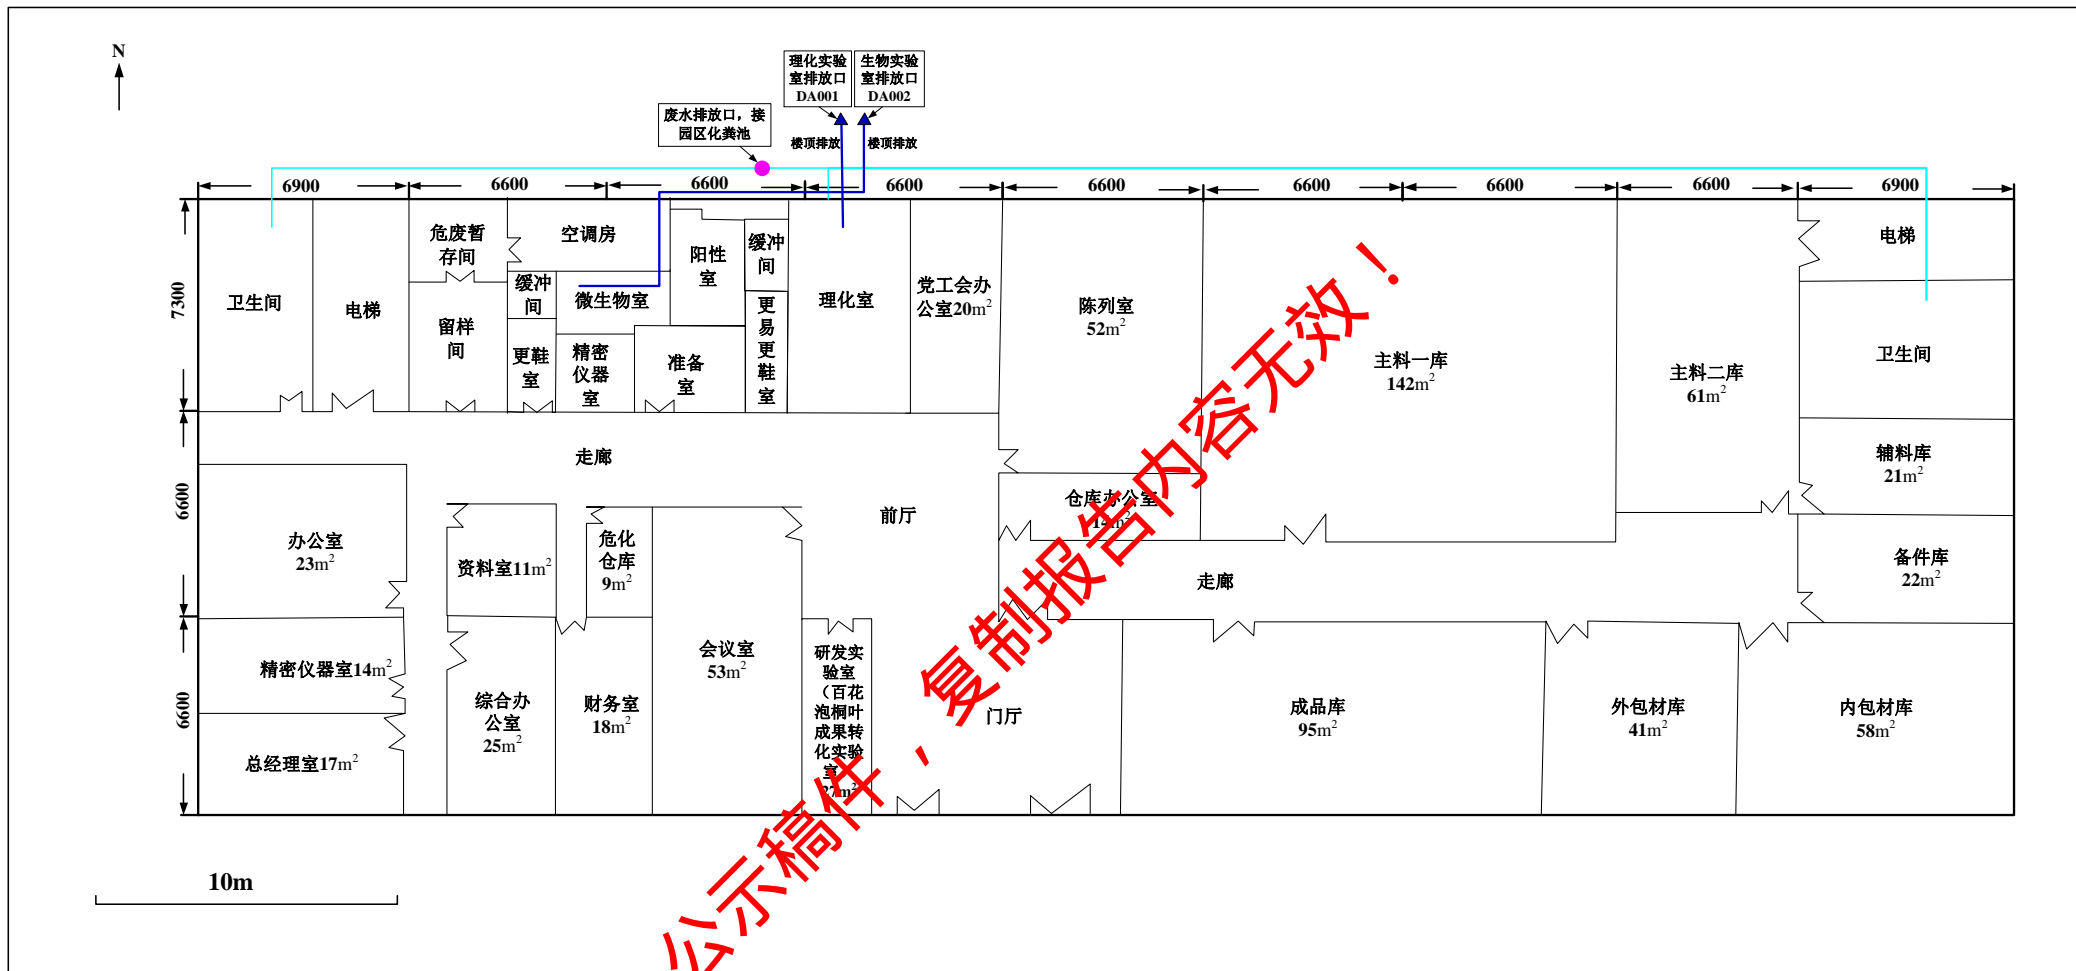 N
理化实验
室排放口
DA001
生物实验
室排放口
DA002
废水排放口，接
园区化粪池
楼顶排放
楼顶排放
6900
6600
6600
6600
6600
6600
6600
6600
6900
7300
6600
6600
卫生间
电梯
危废暂
存间
留样
间
空调房
缓冲
间
更鞋
室
微生物室
精密
仪器
室
阳性
室
准备
室
缓冲
间
更
易
更
鞋
室
理化室
党工会办
公室20m²
陈列室
52m²
主料一库
142m²
主料二库
61m²
电梯
卫生间
辅料库
21m²
备件库
22m²
走廊
前厅
仓库办公室
14m²
走廊
办公室
23m²
资料室11m²
危化
仓库
9m²
精密仪器室14m²
总经理室17m²
综合办
公室
25m²
财务室
18m²
会议室
53m²
研发实
验室
（百花
泡桐叶
成果转
化实验
室
27m²
门厅
成品库
95m²
外包材库
41m²
内包材库
58m²
10m
公示稿件，复制报告内容无效！